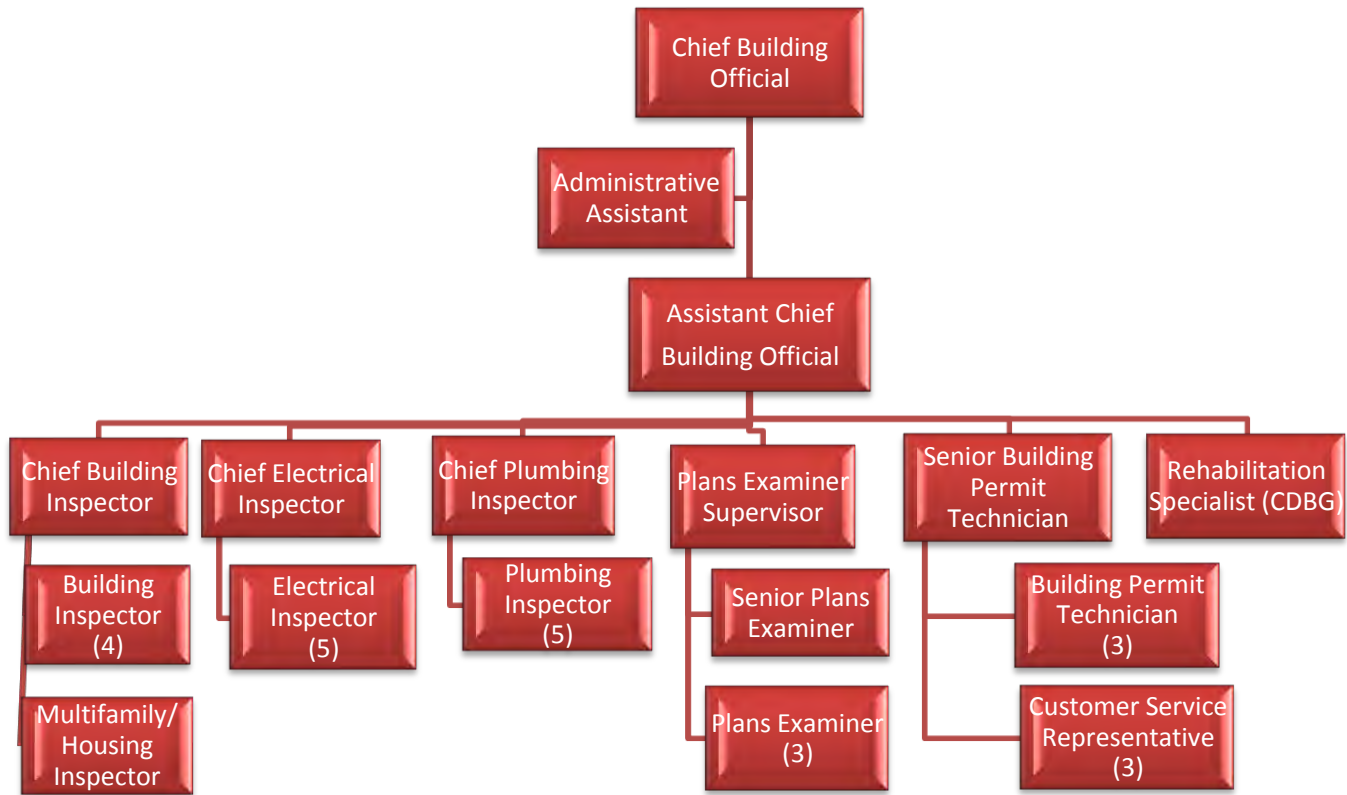 Chief Building
Official
Administrative
Assistant
Assistant Chief
Building Official
Chief Building
Inspector
Chief Electrical
Inspector
Chief Plumbing
Inspector
Plans Examiner
Supervisor
Senior Building
Permit
Technician
Rehabilitation
Specialist (CDBG)
Building
Inspector
(4)
Electrical
Inspector
(5)
Plumbing
Inspector
(5)
Senior Plans
Examiner
Building Permit
Technician
(3)
Multifamily/
Housing
Inspector
Plans Examiner
(3)
Customer Service
Representative
(3)